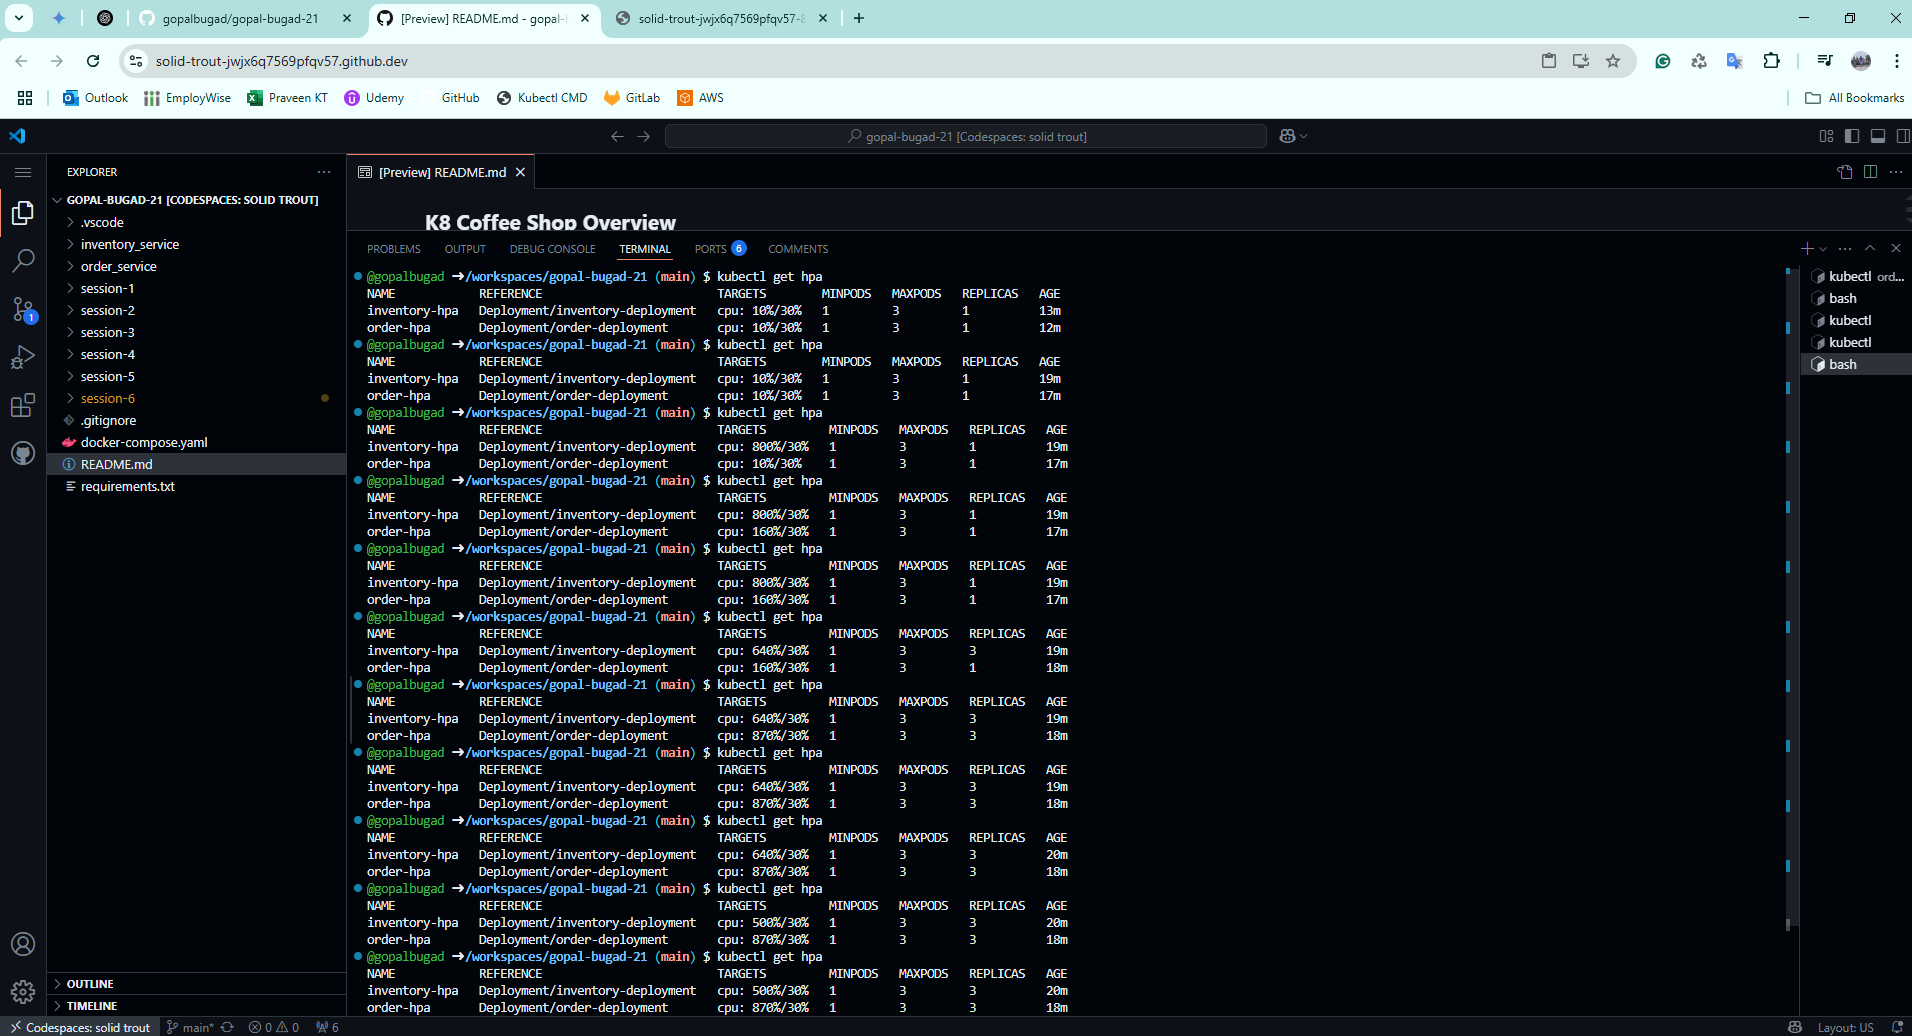 gopalbugad/gopal-bugad-21
[Preview] README.md - gopal-
solid-trout-jwjx6q7569pfqv57-
solid-trout-jwjx6q7569pfqv57.github.dev
Outlook EmployWise Praveen KT Udemy GitHub Kubectl CMD GitLab AWS All Bookmarks
gopal-bugad-21 [Codespaces: solid trout]
EXPLORER
GOPAL-BUGAD-21 [CODESPACES: SOLID TROUT]
.vscode
inventory_service
order_service
session-1
session-2
session-3
session-4
session-5
session-6
.gitignore
docker-compose.yaml
README.md
requirements.txt
OUTLINE
TIMELINE
1
[Preview] README.md
K8 Coffee Shop Overview
PROBLEMS OUTPUT DEBUG CONSOLE TERMINAL PORTS 6 COMMENTS
@gopalbugad ➜/workspaces/gopal-bugad-21 (main) $ kubectl get hpa
NAME REFERENCE TARGETS MINPODS MAXPODS REPLICAS AGE
inventory-hpa Deployment/inventory-deployment cpu: 10%/30% 1 3 1 13m
order-hpa Deployment/order-deployment cpu: 10%/30% 1 3 1 12m
@gopalbugad ➜/workspaces/gopal-bugad-21 (main) $ kubectl get hpa
NAME REFERENCE TARGETS MINPODS MAXPODS REPLICAS AGE
inventory-hpa Deployment/inventory-deployment cpu: 10%/30% 1 3 1 19m
order-hpa Deployment/order-deployment cpu: 10%/30% 1 3 1 17m
@gopalbugad ➜/workspaces/gopal-bugad-21 (main) $ kubectl get hpa
NAME REFERENCE TARGETS MINPODS MAXPODS REPLICAS AGE
inventory-hpa Deployment/inventory-deployment cpu: 800%/30% 1 3 1 19m
order-hpa Deployment/order-deployment cpu: 10%/30% 1 3 1 17m
@gopalbugad ➜/workspaces/gopal-bugad-21 (main) $ kubectl get hpa
NAME REFERENCE TARGETS MINPODS MAXPODS REPLICAS AGE
inventory-hpa Deployment/inventory-deployment cpu: 800%/30% 1 3 1 19m
order-hpa Deployment/order-deployment cpu: 160%/30% 1 3 1 17m
@gopalbugad ➜/workspaces/gopal-bugad-21 (main) $ kubectl get hpa
NAME REFERENCE TARGETS MINPODS MAXPODS REPLICAS AGE
inventory-hpa Deployment/inventory-deployment cpu: 800%/30% 1 3 1 19m
order-hpa Deployment/order-deployment cpu: 160%/30% 1 3 1 17m
@gopalbugad ➜/workspaces/gopal-bugad-21 (main) $ kubectl get hpa
NAME REFERENCE TARGETS MINPODS MAXPODS REPLICAS AGE
inventory-hpa Deployment/inventory-deployment cpu: 640%/30% 1 3 3 19m
order-hpa Deployment/order-deployment cpu: 160%/30% 1 3 1 18m
@gopalbugad ➜/workspaces/gopal-bugad-21 (main) $ kubectl get hpa
NAME REFERENCE TARGETS MINPODS MAXPODS REPLICAS AGE
inventory-hpa Deployment/inventory-deployment cpu: 640%/30% 1 3 3 19m
order-hpa Deployment/order-deployment cpu: 870%/30% 1 3 3 18m
@gopalbugad ➜/workspaces/gopal-bugad-21 (main) $ kubectl get hpa
NAME REFERENCE TARGETS MINPODS MAXPODS REPLICAS AGE
inventory-hpa Deployment/inventory-deployment cpu: 640%/30% 1 3 3 19m
order-hpa Deployment/order-deployment cpu: 870%/30% 1 3 3 18m
@gopalbugad ➜/workspaces/gopal-bugad-21 (main) $ kubectl get hpa
NAME REFERENCE TARGETS MINPODS MAXPODS REPLICAS AGE
inventory-hpa Deployment/inventory-deployment cpu: 640%/30% 1 3 3 20m
order-hpa Deployment/order-deployment cpu: 870%/30% 1 3 3 18m
@gopalbugad ➜/workspaces/gopal-bugad-21 (main) $ kubectl get hpa
NAME REFERENCE TARGETS MINPODS MAXPODS REPLICAS AGE
inventory-hpa Deployment/inventory-deployment cpu: 500%/30% 1 3 3 20m
order-hpa Deployment/order-deployment cpu: 870%/30% 1 3 3 18m
@gopalbugad ➜/workspaces/gopal-bugad-21 (main) $ kubectl get hpa
NAME REFERENCE TARGETS MINPODS MAXPODS REPLICAS AGE
inventory-hpa Deployment/inventory-deployment cpu: 500%/30% 1 3 3 20m
order-hpa Deployment/order-deployment cpu: 870%/30% 1 3 3 18m
kubectl ord...
bash
kubectl
kubectl
bash
Codespaces: solid trout main* 0 0 6 Layout: US